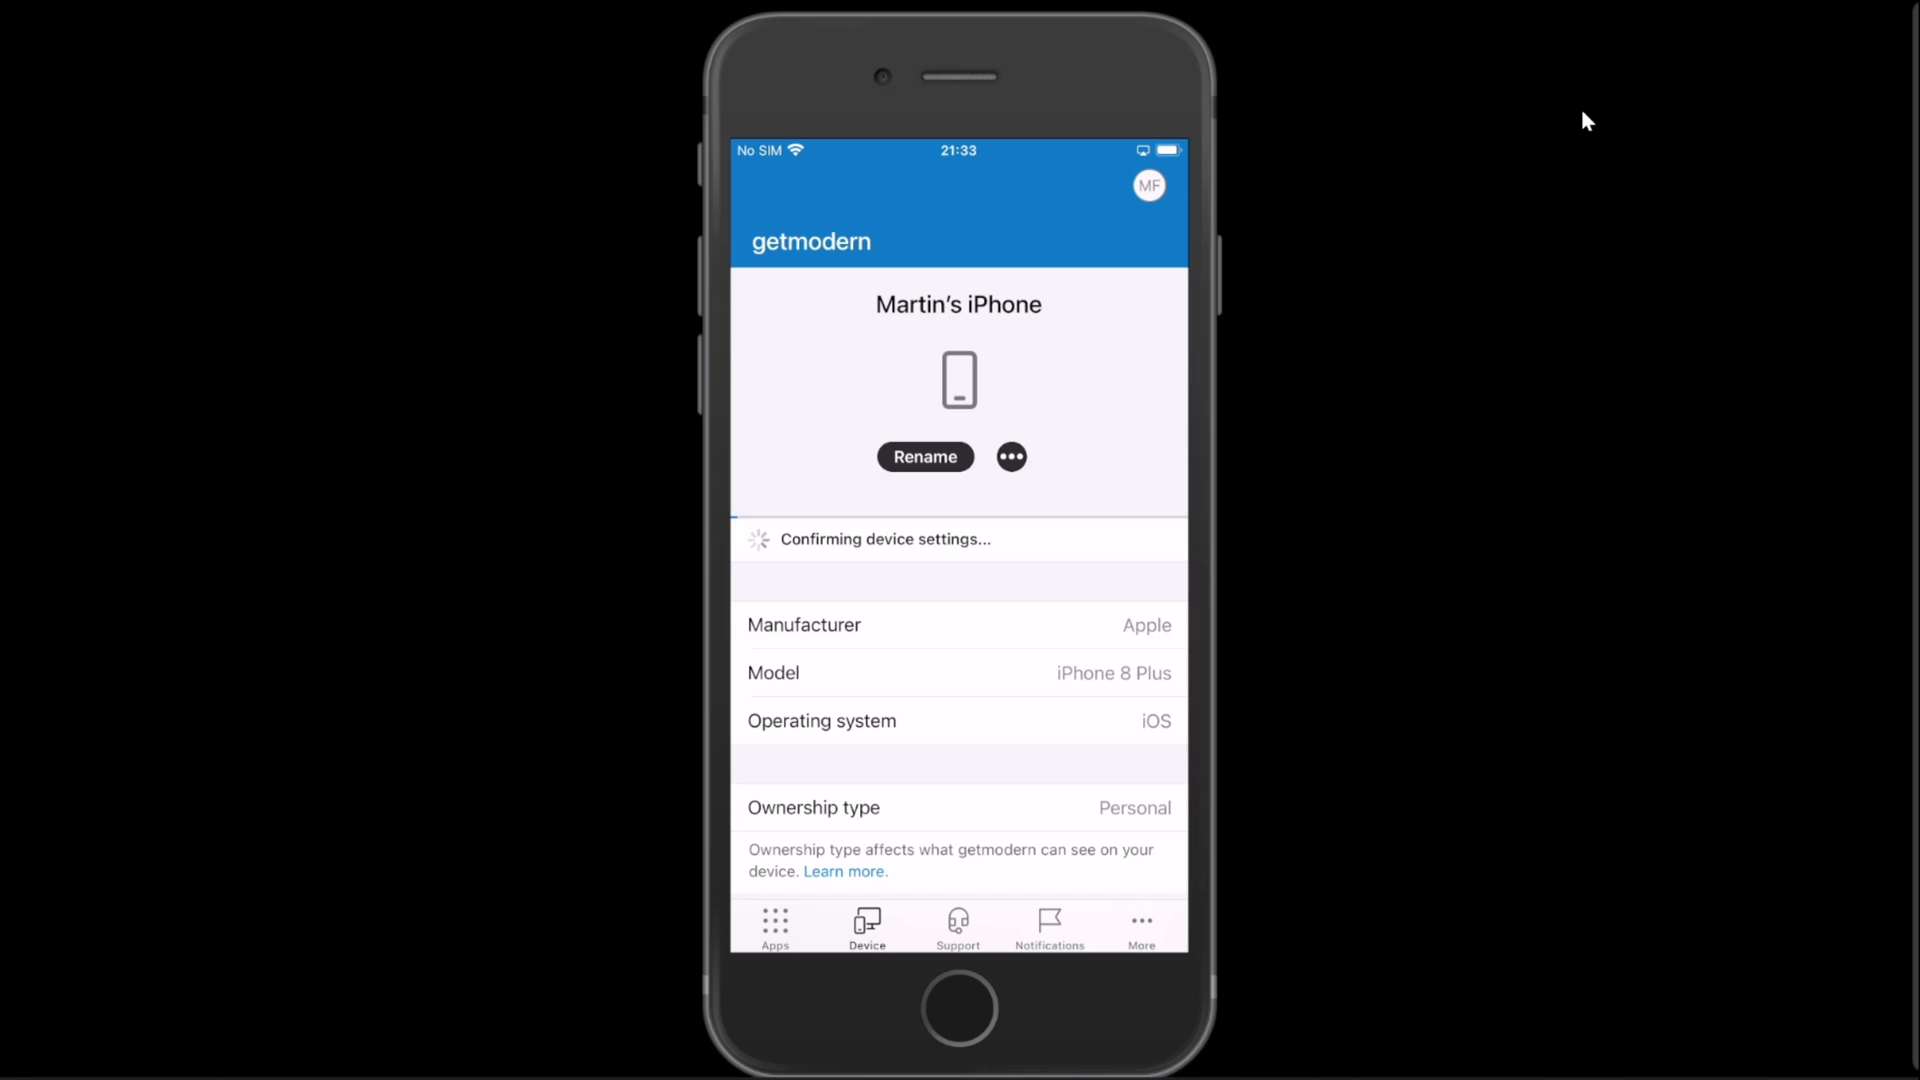 No SIM 21:33
MF
getmodern
Martin’s iPhone
Rename
Confirming device settings...
Manufacturer Apple
Model iPhone 8 Plus
Operating system iOS
Ownership type Personal
Ownership type affects what getmodern can see on your
device. Learn more.
Apps Device Support Notifications More